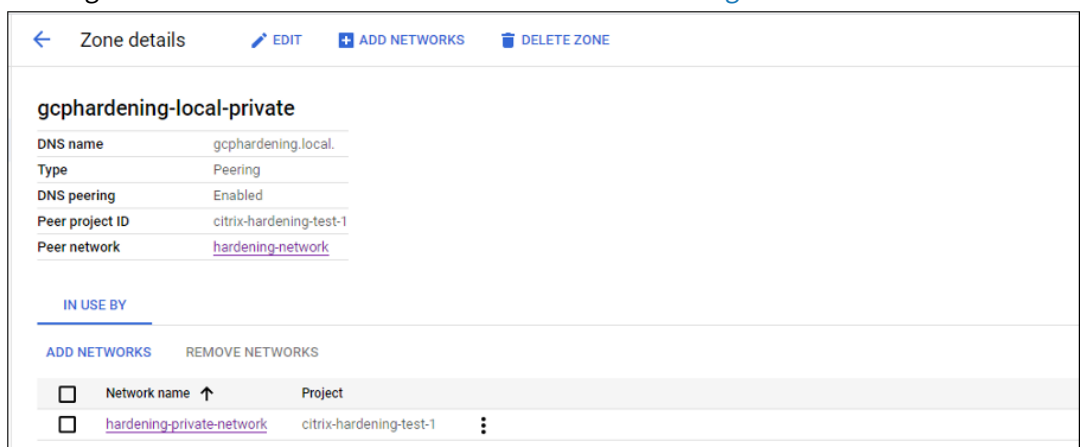 Zone details EDIT ADD NETWORKS DELETE ZONE
gcphardening-local-private
DNS name gcphardening.local.
Type Peering
DNS peering Enabled
Peer project ID citrix-hardening-test-1
Peer network hardening-network
IN USE BY
ADD NETWORKS REMOVE NETWORKS
Network name Project
hardening-private-network citrix-hardening-test-1